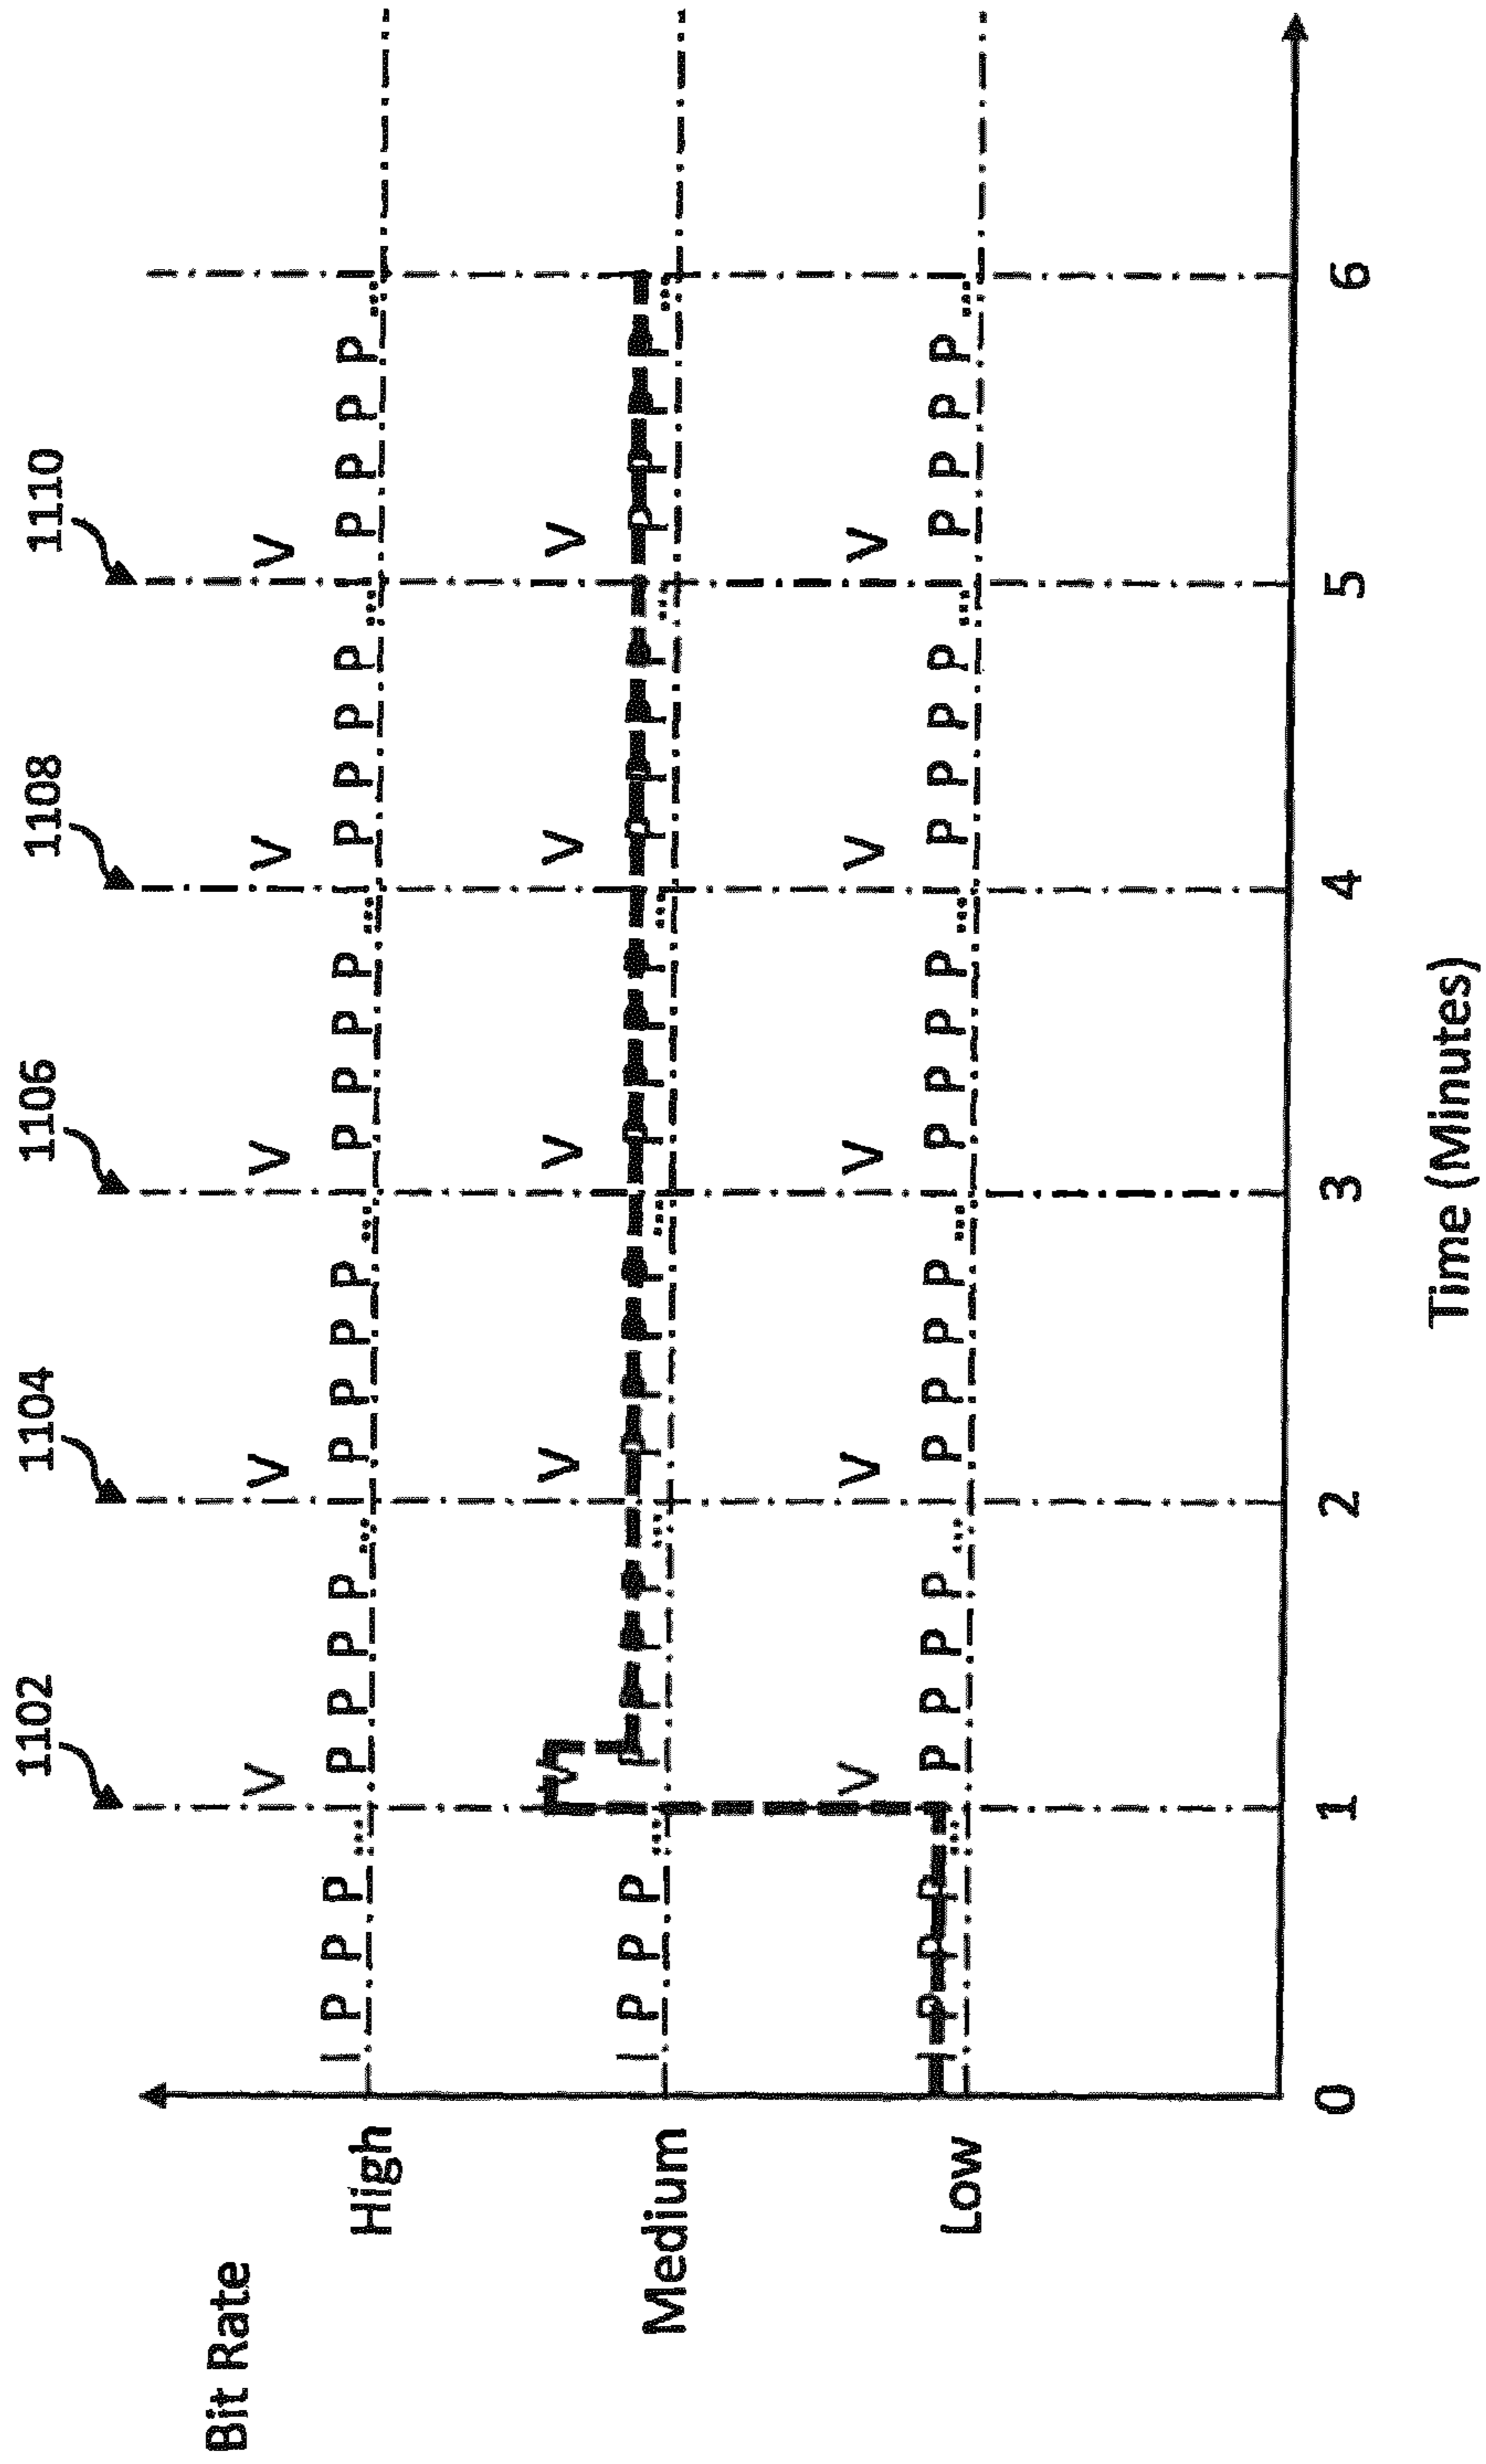 1102 1104 1106 1108 1110
Bit Rate
V V V V V
High I P P P ... P P P P ... P P P P ... P P P P ... P P P P ... P P P P ...
V V V V V
Medium I P P P ... P P P P ... P P P P ... P P P P ... P P P P ... P P P P ...
V V V V V
Low I P P P ... P P P P ... P P P P ... P P P P ... P P P P ... P P P P ...
0 1 2 3 4 5 6
Time (Minutes)